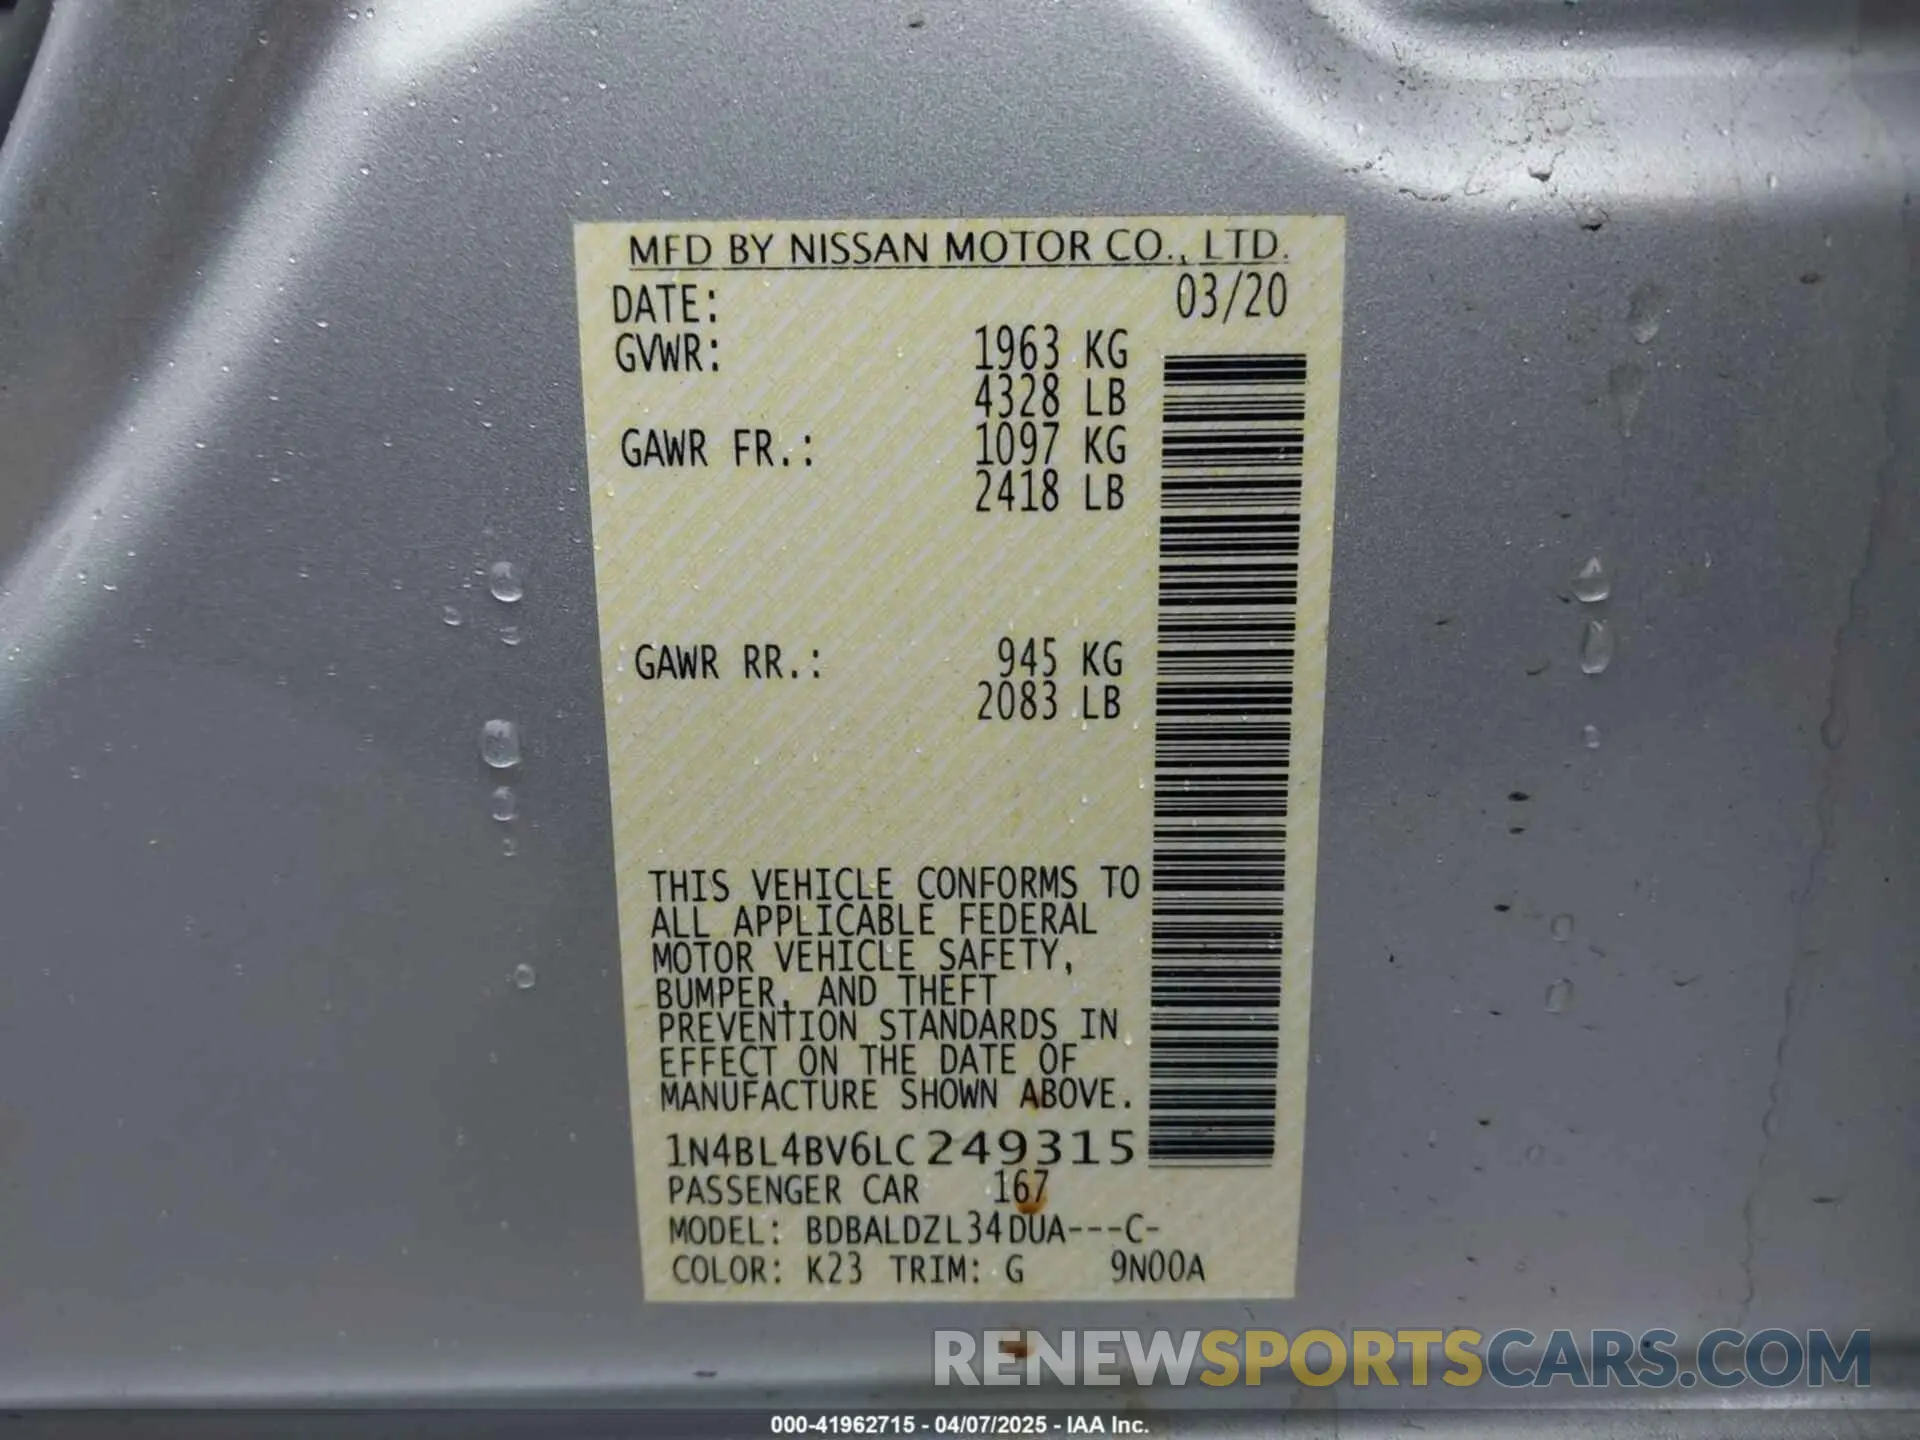 MFD BY NISSAN MOTOR CO., LTD.
DATE: 03/20
GVWR: 1963 KG
4328 LB
GAWR FR.: 1097 KG
2418 LB
GAWR RR.: 945 KG
2083 LB
THIS VEHICLE CONFORMS TO
ALL APPLICABLE FEDERAL
MOTOR VEHICLE SAFETY,
BUMPER, AND THEFT
PREVENTION STANDARDS IN
EFFECT ON THE DATE OF
MANUFACTURE SHOWN ABOVE.
1N4BL4BV6LC249315
PASSENGER CAR 167
MODEL: BDBALDZL34DUA---C-
COLOR: K23 TRIM: G 9N00A
RENEWSPORTSCARS.COM
000-41962715 - 04/07/2025 - IAA Inc.